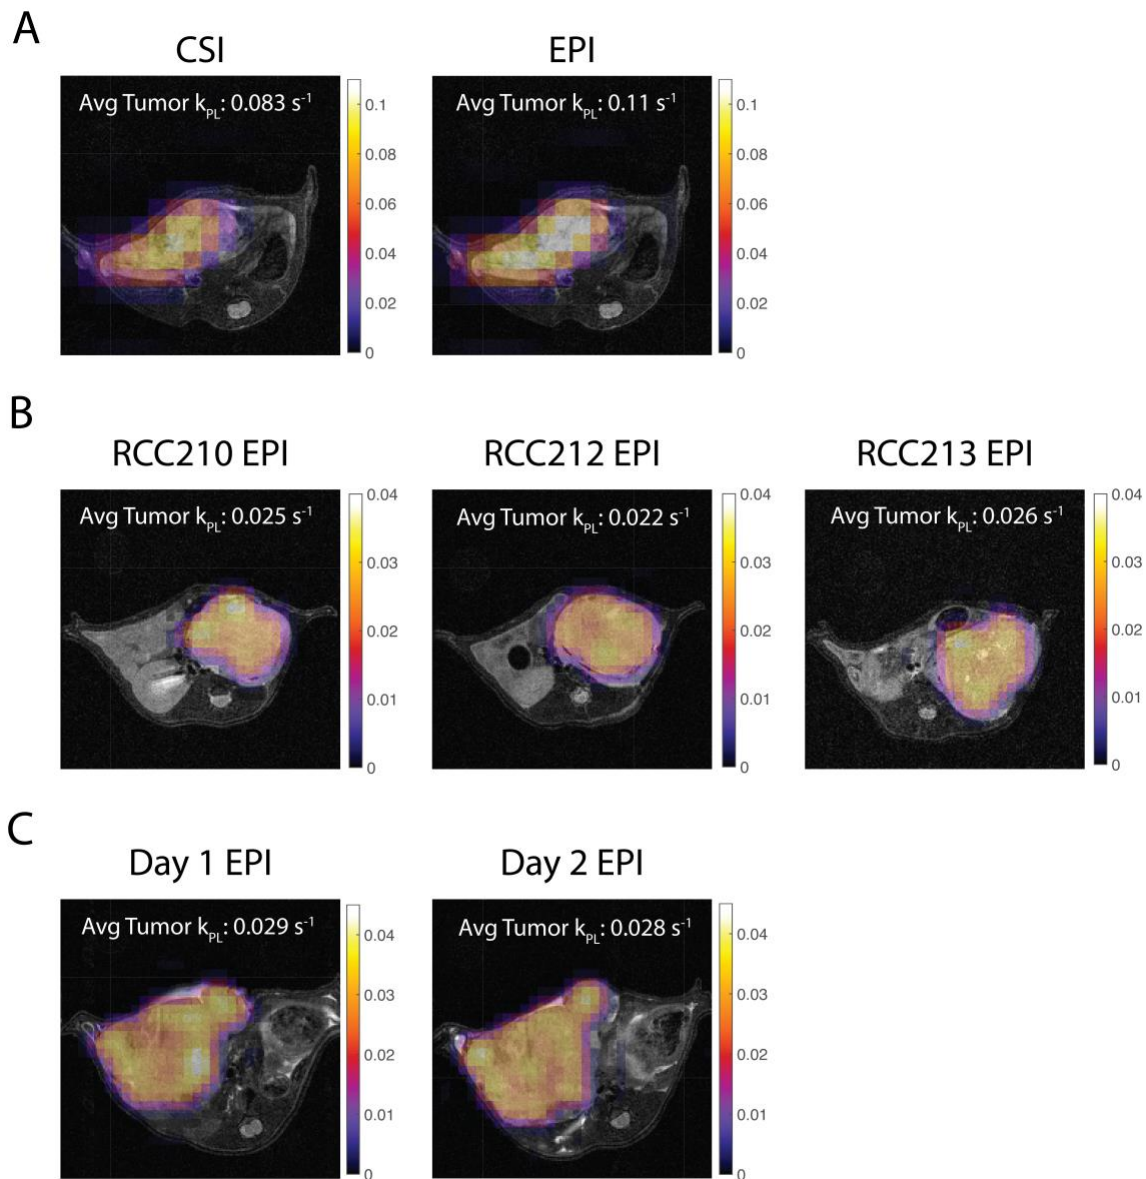 A
CSI
EPI
Avg Tumor kPL: 0.083 s-1
0.1
0.08
0.06
0.04
0.02
0
Avg Tumor kPL: 0.11 s-1
0.1
0.08
0.06
0.04
0.02
0
B
RCC210 EPI
RCC212 EPI
RCC213 EPI
Avg Tumor kPL: 0.025 s-1
0.04
0.03
0.02
0.01
0
Avg Tumor kPL: 0.022 s-1
0.04
0.03
0.02
0.01
0
Avg Tumor kPL: 0.026 s-1
0.04
0.03
0.02
0.01
0
C
Day 1 EPI
Day 2 EPI
Avg Tumor kPL: 0.029 s-1
0.04
0.03
0.02
0.01
0
Avg Tumor kPL: 0.028 s-1
0.04
0.03
0.02
0.01
0